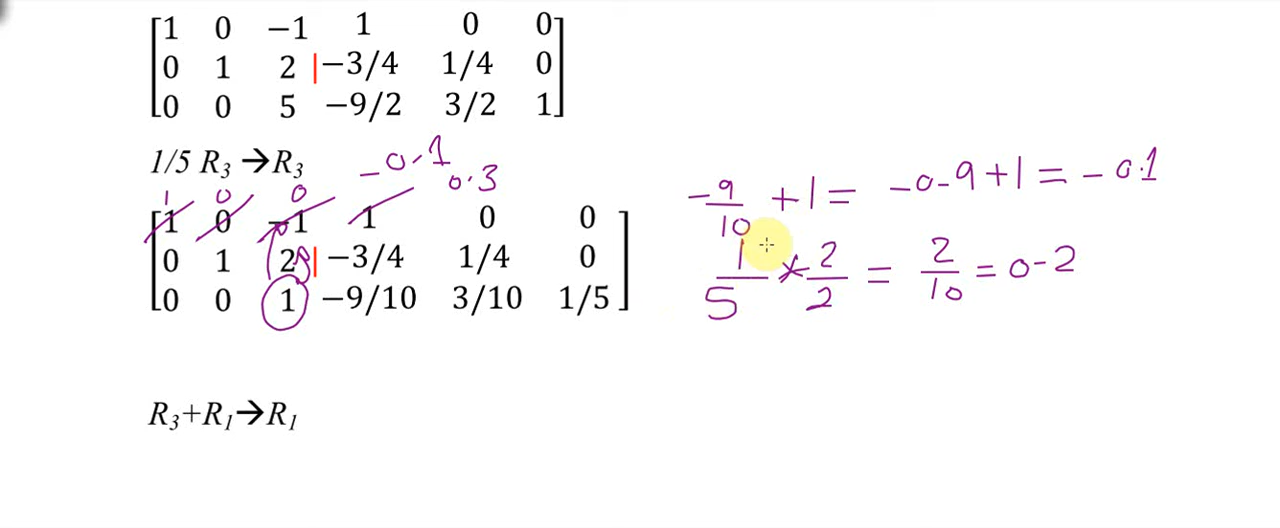 1 0 −1 1 0 0
0 1 2 | −3/4 1/4 0
0 0 5 −9/2 3/2 1
1/5 R3 → R3
-0.1
0.3
1 0 0
1 0 −1 1 0 0
0 1 2 | −3/4 1/4 0
0 0 1 −9/10 3/10 1/5
R3+R1→R1
-9/10 + 1 = -0.9+1 = -0.1
1/5 * 2/2 = 2/10 = 0.2